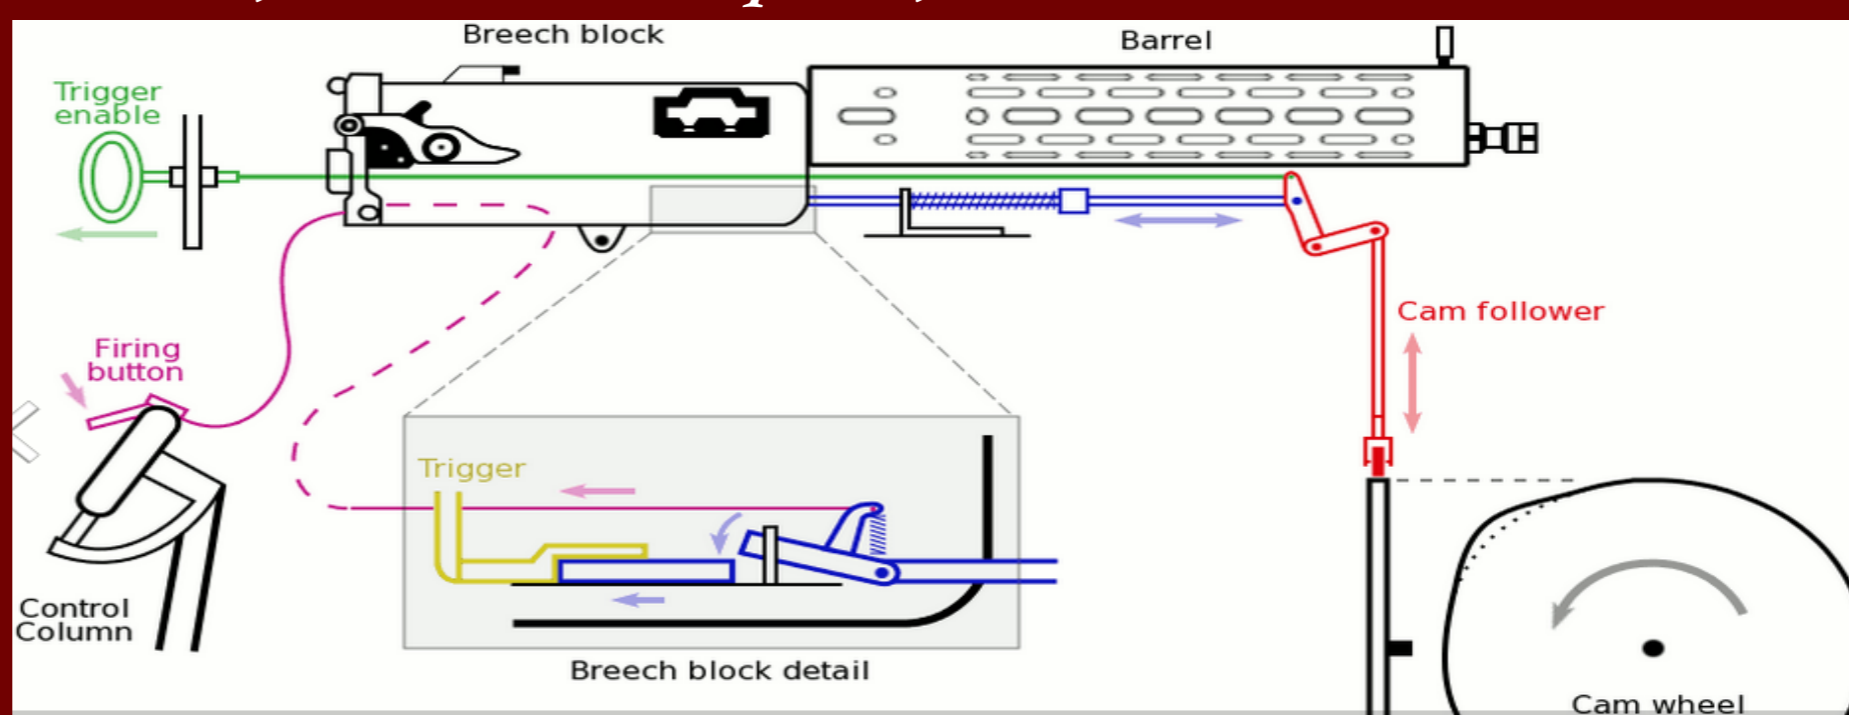 Breech block
Barrel
Trigger
enable
Cam follower
Firing
button
Trigger
Control
Column
Breech block detail
Cam wheel